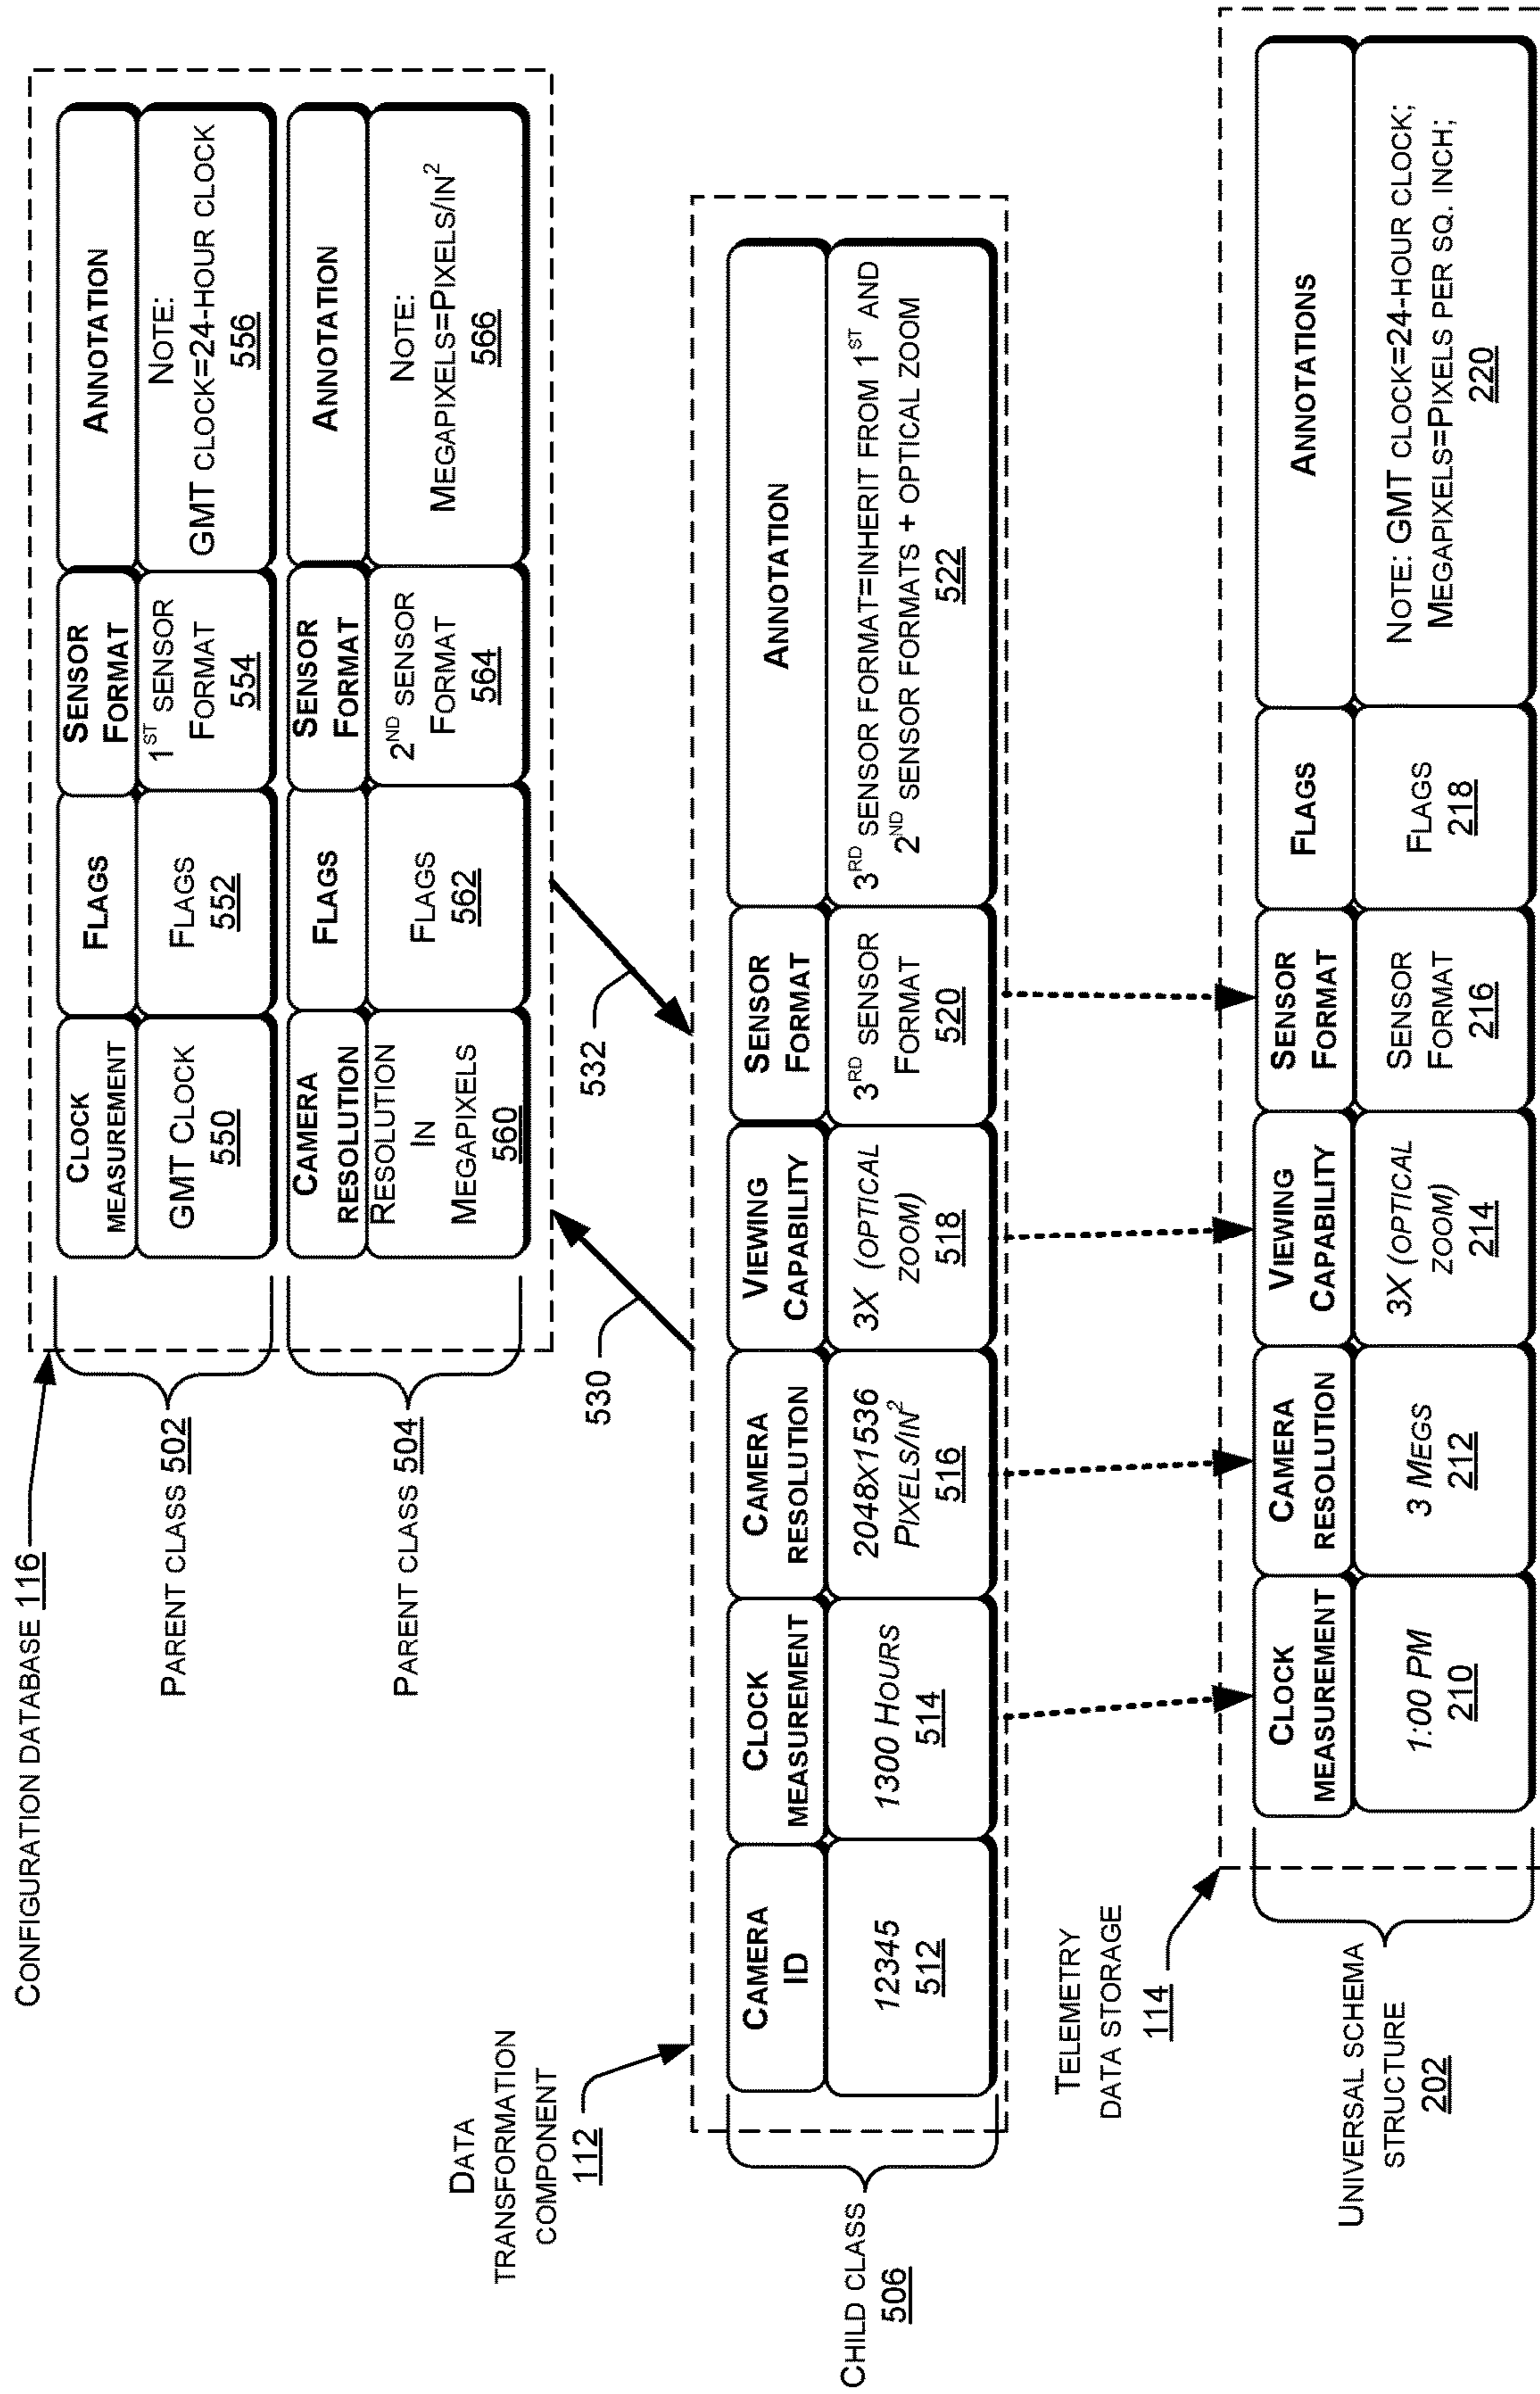 CONFIGURATION DATABASE 116
PARENT CLASS 502
CLOCK
MEASUREMENT
FLAGS
SENSOR
FORMAT
ANNOTATION
GMT CLOCK
550
FLAGS
552
1ST SENSOR
FORMAT
554
NOTE:
GMT CLOCK=24-HOUR CLOCK
556
PARENT CLASS 504
CAMERA
RESOLUTION
FLAGS
SENSOR
FORMAT
ANNOTATION
RESOLUTION
IN
MEGAPIXELS
560
FLAGS
562
2ND SENSOR
FORMAT
564
NOTE:
MEGAPIXELS=PIXELS/IN2
566
530
532
DATA
TRANSFORMATION
COMPONENT
112
CHILD CLASS
506
CAMERA
ID
CLOCK
MEASUREMENT
CAMERA
RESOLUTION
VIEWING
CAPABILITY
SENSOR
FORMAT
ANNOTATION
12345
512
1300 HOURS
514
2048X1536
PIXELS/IN2
516
3X (OPTICAL
ZOOM)
518
3RD SENSOR
FORMAT
520
3RD SENSOR FORMAT=INHERIT FROM 1ST AND
2ND SENSOR FORMATS + OPTICAL ZOOM
522
TELEMETRY
DATA STORAGE
114
UNIVERSAL SCHEMA
STRUCTURE
202
CLOCK
MEASUREMENT
CAMERA
RESOLUTION
VIEWING
CAPABILITY
SENSOR
FORMAT
FLAGS
ANNOTATIONS
1:00 PM
210
3 MEGS
212
3X (OPTICAL
ZOOM)
214
SENSOR
FORMAT
216
FLAGS
218
NOTE: GMT CLOCK=24-HOUR CLOCK;
MEGAPIXELS=PIXELS PER SQ. INCH;
220